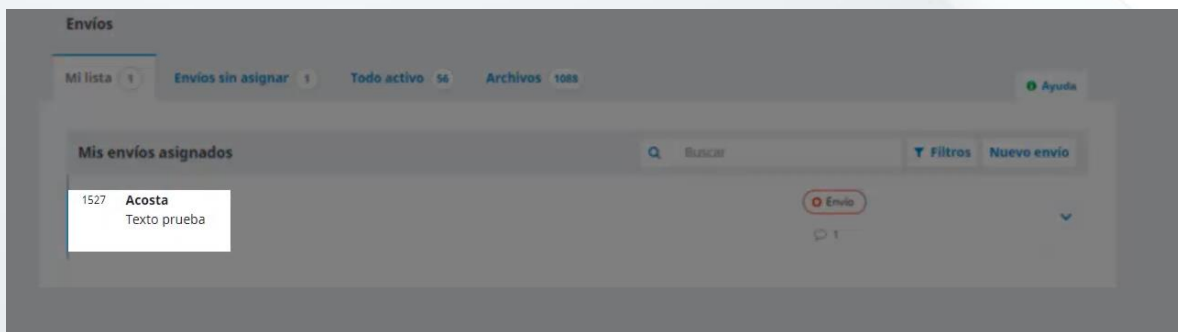 Envíos
Mi lista 1 Envíos sin asignar 1 Todo activo 56 Archivos 1088
Ayuda
Mis envíos asignados Buscar Filtros Nuevo envío
1527 Acosta Envío
Texto prueba 1